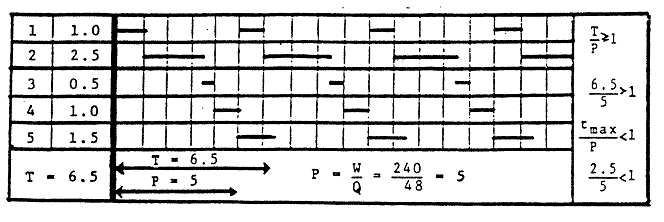 1 1.0
2 2.5
3 0.5
4 1.0
5 1.5
T = 6.5
T = 6.5
P = 5
P = W/Q = 240/48 = 5
T/P ≥ 1
6.5/5 > 1
t max/P < 1
2.5/5 < 1